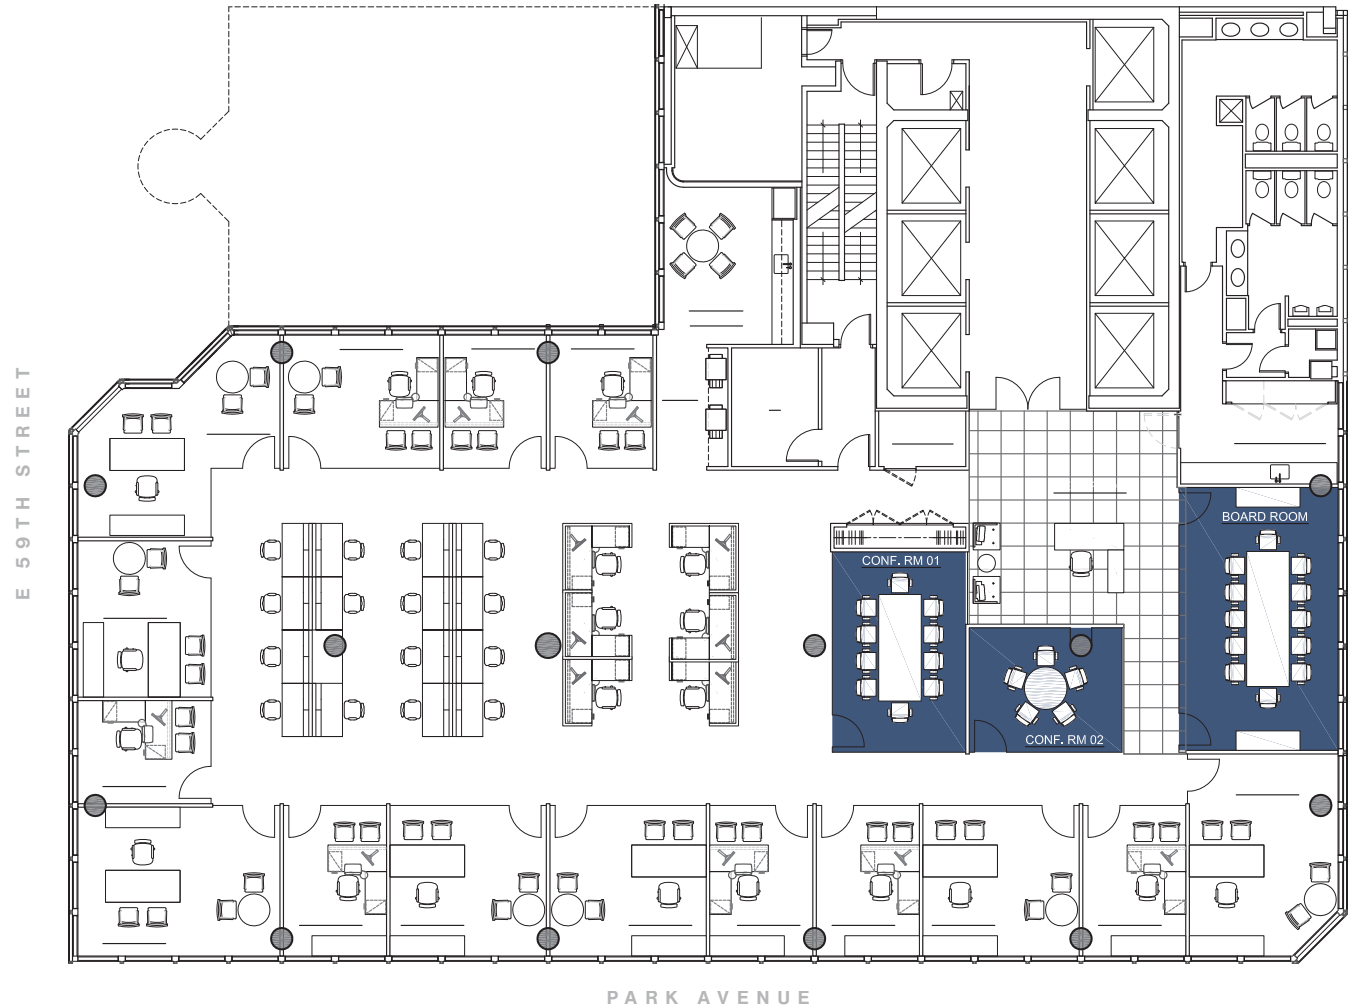 E 59TH STREET
BOARD ROOM
CONF. RM 01
CONF. RM 02
PARK AVENUE